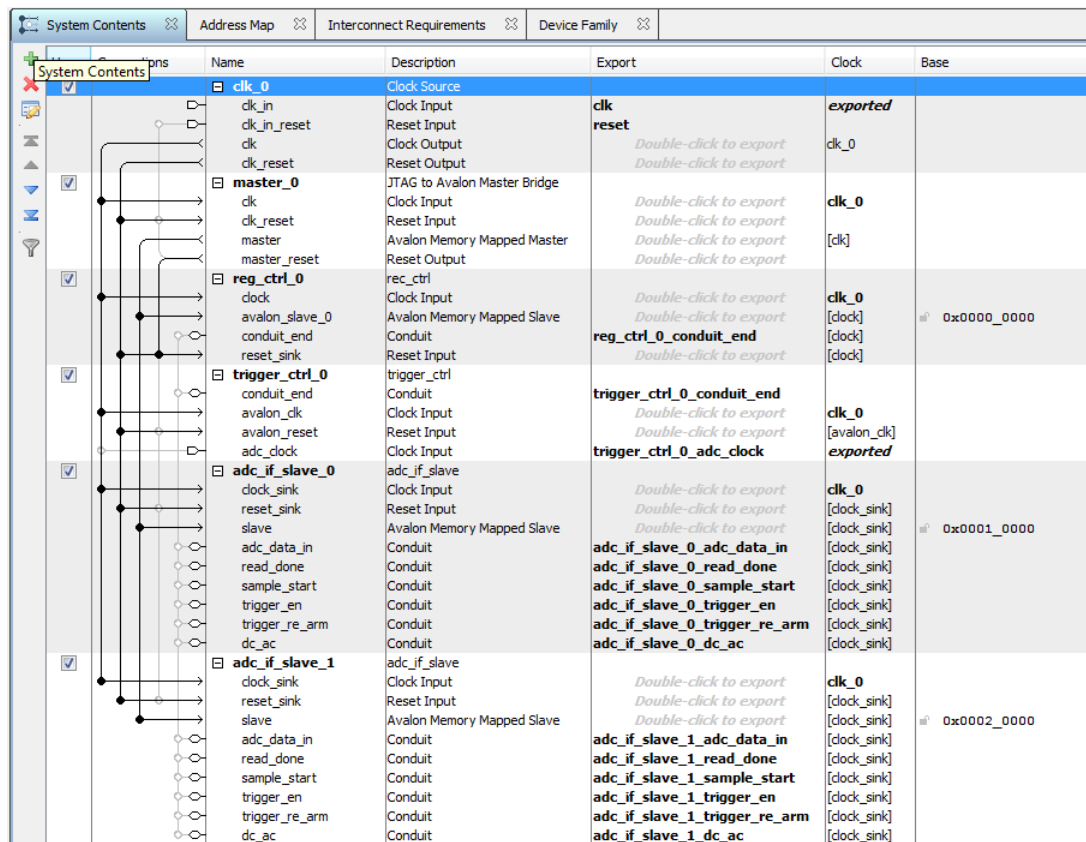 System Contents Address Map Interconnect Requirements Device Family
Name Description Export Clock Base
System Contents
clk_0 Clock Source
clk_in Clock Input clk exported
clk_in_reset Reset Input reset
clk Clock Output Double-click to export clk_0
clk_reset Reset Output Double-click to export
master_0 JTAG to Avalon Master Bridge
clk Clock Input Double-click to export clk_0
clk_reset Reset Input Double-click to export
master Avalon Memory Mapped Master Double-click to export [clk]
master_reset Reset Output Double-click to export
reg_ctrl_0 rec_ctrl
clock Clock Input Double-click to export clk_0
avalon_slave_0 Avalon Memory Mapped Slave Double-click to export [clock] 0x0000_0000
conduit_end Conduit reg_ctrl_0_conduit_end [clock]
reset_sink Reset Input Double-click to export [clock]
trigger_ctrl_0 trigger_ctrl
conduit_end Conduit trigger_ctrl_0_conduit_end
avalon_clk Clock Input Double-click to export clk_0
avalon_reset Reset Input Double-click to export [avalon_clk]
adc_clock Clock Input trigger_ctrl_0_adc_clock exported
adc_if_slave_0 adc_if_slave
clock_sink Clock Input Double-click to export clk_0
reset_sink Reset Input Double-click to export [clock_sink]
slave Avalon Memory Mapped Slave Double-click to export [clock_sink] 0x0001_0000
adc_data_in Conduit adc_if_slave_0_adc_data_in [clock_sink]
read_done Conduit adc_if_slave_0_read_done [clock_sink]
sample_start Conduit adc_if_slave_0_sample_start [clock_sink]
trigger_en Conduit adc_if_slave_0_trigger_en [clock_sink]
trigger_re_arm Conduit adc_if_slave_0_trigger_re_arm [clock_sink]
dc_ac Conduit adc_if_slave_0_dc_ac [clock_sink]
adc_if_slave_1 adc_if_slave
clock_sink Clock Input Double-click to export clk_0
reset_sink Reset Input Double-click to export [clock_sink]
slave Avalon Memory Mapped Slave Double-click to export [clock_sink] 0x0002_0000
adc_data_in Conduit adc_if_slave_1_adc_data_in [clock_sink]
read_done Conduit adc_if_slave_1_read_done [clock_sink]
sample_start Conduit adc_if_slave_1_sample_start [clock_sink]
trigger_en Conduit adc_if_slave_1_trigger_en [clock_sink]
trigger_re_arm Conduit adc_if_slave_1_trigger_re_arm [clock_sink]
dc_ac Conduit adc_if_slave_1_dc_ac [clock_sink]